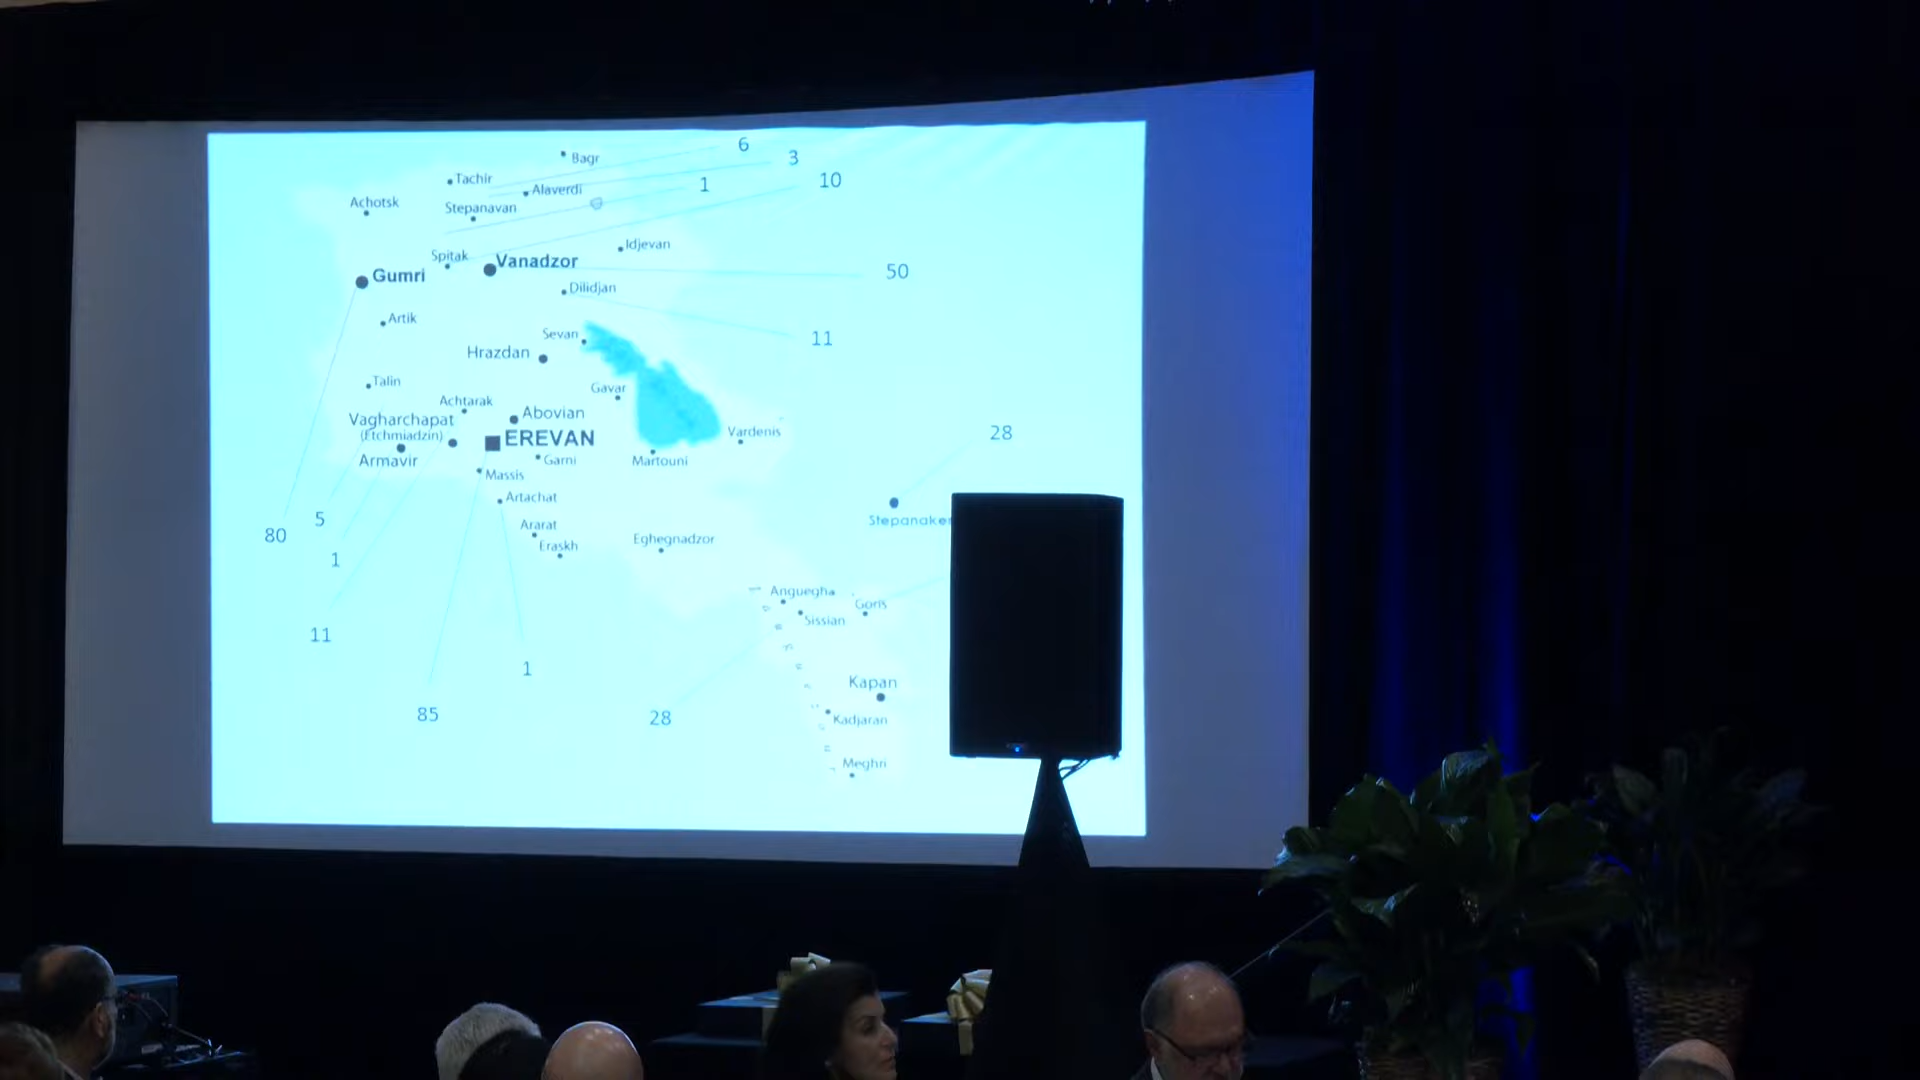 6
Bagr
3
Tachir
10
1
Alaverdi
Achotsk
Stepanavan
Idjevan
Spitak
Vanadzor
50
Gumri
Dilidjan
Artik
Sevan
11
Hrazdan
Talin
Gavar
Achtarak
Abovian
Vagharchapat
(Etchmiadzin)
EREVAN
Vardenis
28
Armavir
Garni
Martouni
Massis
Artachat
5
Stepanaker
Ararat
80
Eghegnadzor
Eraskh
1
Goris
Sissian
11
1
Kapan
85
28
Kadjaran
Meghri